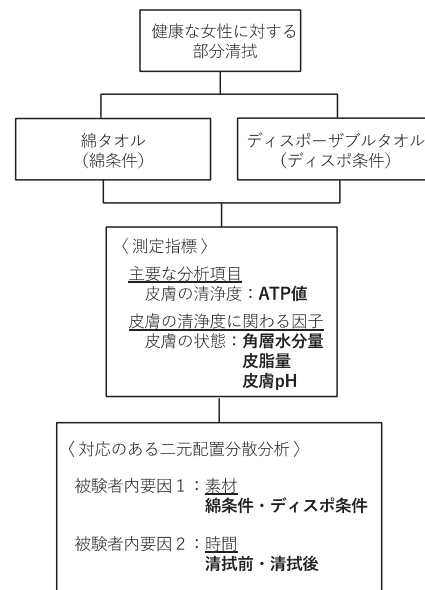 健康な女性に対する
部分清拭
綿タオル
（綿条件）
ディスポーザブルタオル
（ディスポ条件）
〈 測定指標 〉
主要な分析項目
皮膚の清浄度：ATP値
皮膚の清浄度に関わる因子
皮膚の状態：角層水分量
皮脂量
皮膚pH
〈 対応のある二元配置分散分析 〉
被験者内要因1：素材
綿条件・ディスポ条件
被験者内要因2：時間
清拭前・清拭後